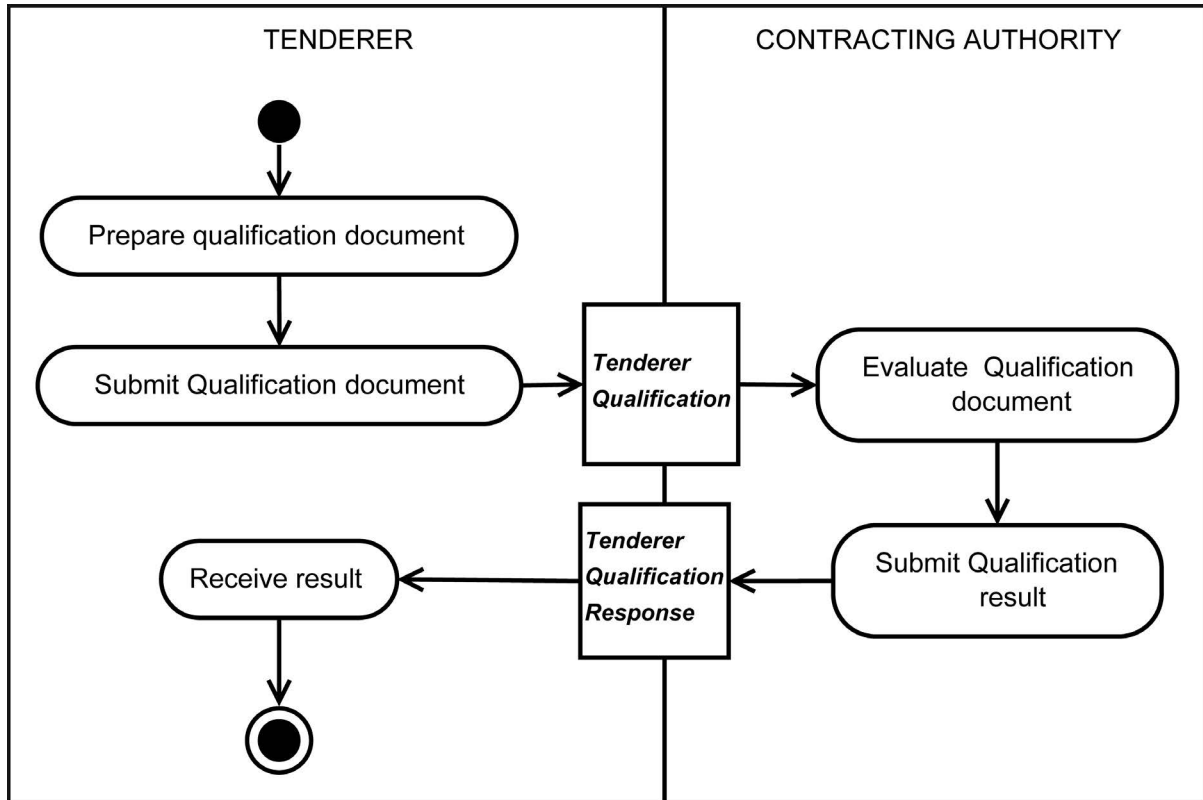 TENDERER
CONTRACTING AUTHORITY
Prepare qualification document
Submit Qualification document
Tenderer
Qualification
Evaluate  Qualification
document
Submit Qualification
result
Tenderer
Qualification
Response
Receive result